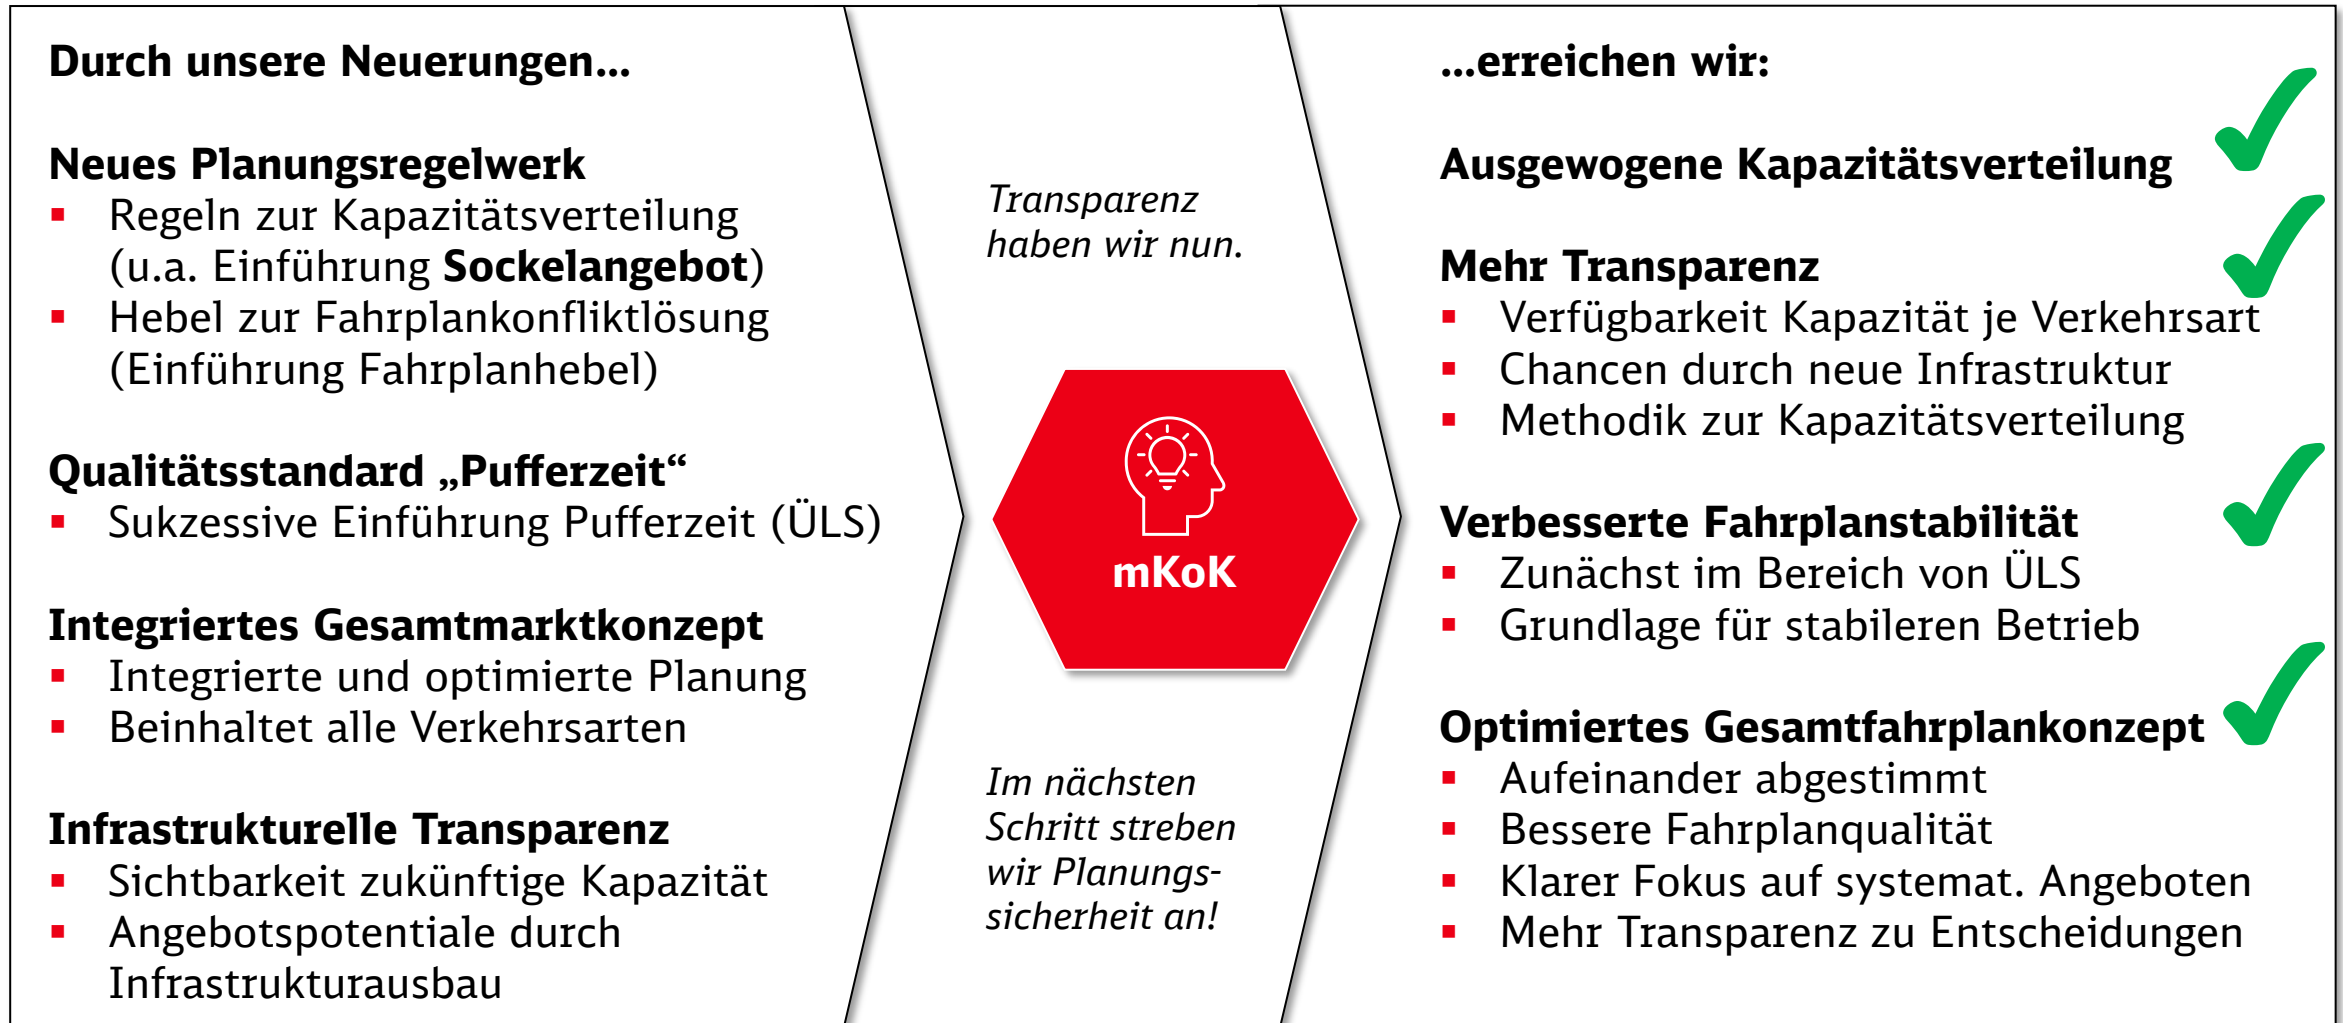 Durch unsere Neuerungen...
Neues Planungsregelwerk
▪ Regeln zur Kapazitätsverteilung
(u.a. Einführung Sockelangebot)
▪ Hebel zur Fahrplankonfliktlösung
(Einführung Fahrplanhebel)
Qualitätsstandard „Pufferzeit“
▪ Sukzessive Einführung Pufferzeit (ÜLS)
Integriertes Gesamtmarktkonzept
▪ Integrierte und optimierte Planung
▪ Beinhaltet alle Verkehrsarten
Infrastrukturelle Transparenz
▪ Sichtbarkeit zukünftige Kapazität
▪ Angebotspotentiale durch
Infrastrukturausbau
Transparenz
haben wir nun.
mKoK
Im nächsten
Schritt streben
wir Planungs-
sicherheit an!
...erreichen wir:
Ausgewogene Kapazitätsverteilung
Mehr Transparenz
▪ Verfügbarkeit Kapazität je Verkehrsart
▪ Chancen durch neue Infrastruktur
▪ Methodik zur Kapazitätsverteilung
Verbesserte Fahrplanstabilität
▪ Zunächst im Bereich von ÜLS
▪ Grundlage für stabileren Betrieb
Optimiertes Gesamtfahrplankonzept
▪ Aufeinander abgestimmt
▪ Bessere Fahrplanqualität
▪ Klarer Fokus auf systemat. Angeboten
▪ Mehr Transparenz zu Entscheidungen